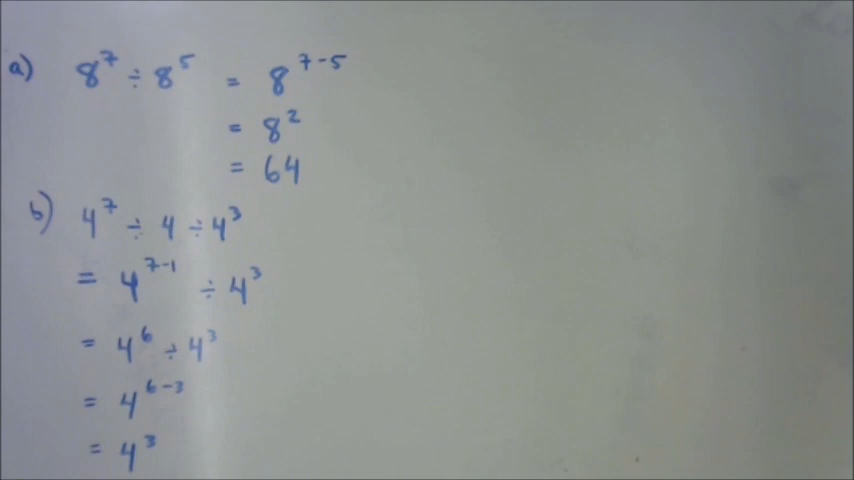 a) 8⁷ ÷ 8⁵ = 8⁷⁻⁵
= 8²
= 64
b) 4⁷ ÷ 4 ÷ 4³
= 4⁷⁻¹ ÷ 4³
= 4⁶ ÷ 4³
= 4⁶⁻³
= 4³